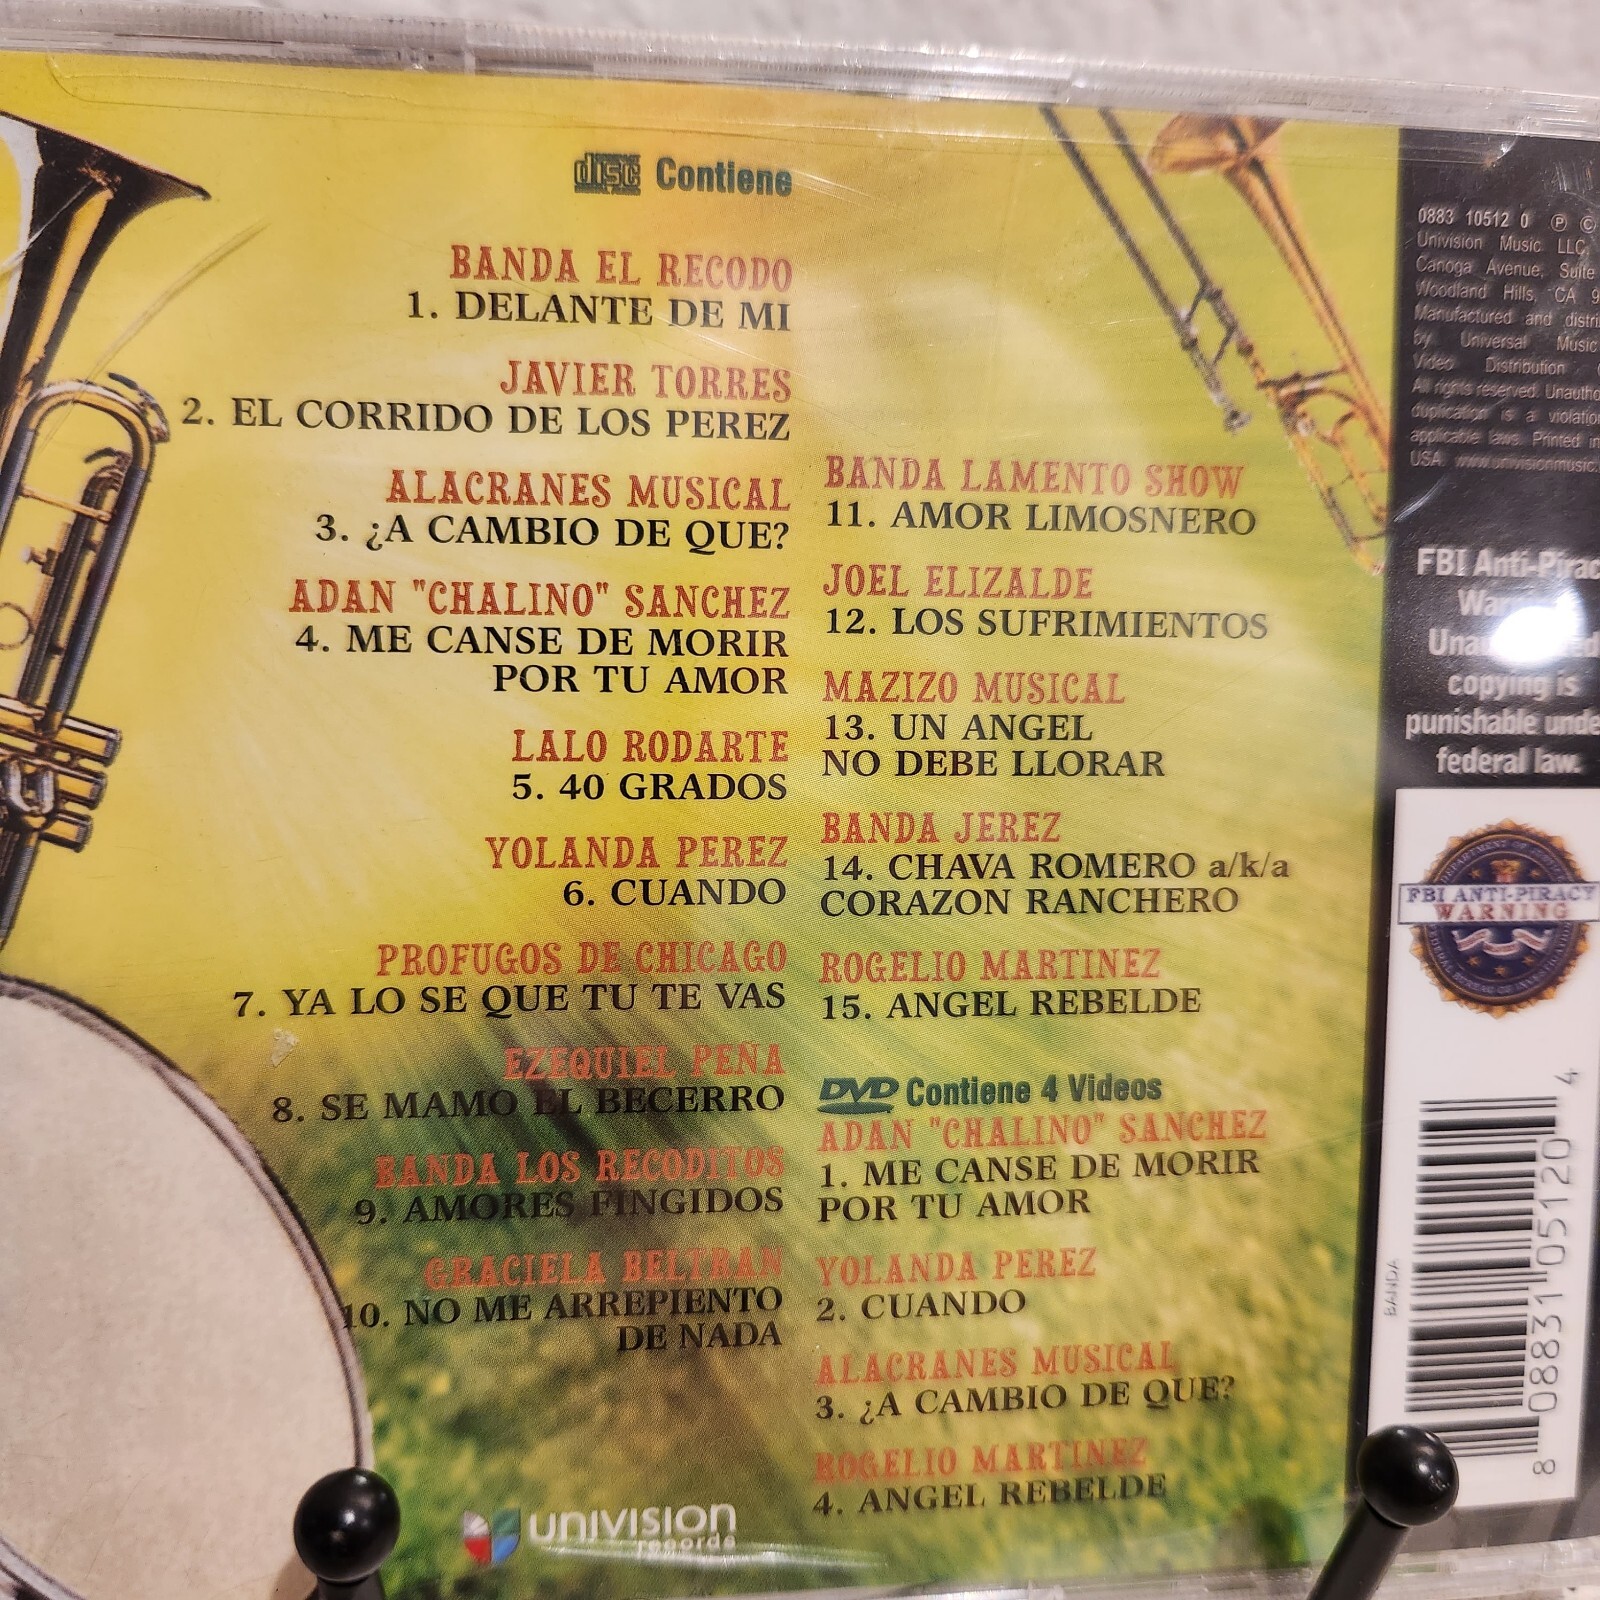 disc Contiene
BANDA EL RECODO
1. DELANTE DE MI
JAVIER TORRES
2. EL CORRIDO DE LOS PEREZ
ALACRANES MUSICAL
3. ¿A CAMBIO DE QUE?
ADAN "CHALINO" SANCHEZ
4. ME CANSE DE MORIR
POR TU AMOR
LALO RODARTE
5. 40 GRADOS
YOLANDA PEREZ
6. CUANDO
PROFUGOS DE CHICAGO
7. YA LO SE QUE TU TE VAS
EZEQUIEL PEÑA
8. SE MAMO EL BECERRO
BANDA LOS RECODITOS
9. AMORES FINGIDOS
GRACIELA BELTRAN
10. NO ME ARREPIENTO
DE NADA
BANDA LAMENTO SHOW
11. AMOR LIMOSNERO
JOEL ELIZALDE
12. LOS SUFRIMIENTOS
MAZIZO MUSICAL
13. UN ANGEL
NO DEBE LLORAR
BANDA JEREZ
14. CHAVA ROMERO a/k/a
CORAZON RANCHERO
ROGELIO MARTINEZ
15. ANGEL REBELDE
DVD Contiene 4 Videos
ADAN "CHALINO" SANCHEZ
1. ME CANSE DE MORIR
POR TU AMOR
YOLANDA PEREZ
2. CUANDO
ALACRANES MUSICAL
3. ¿A CAMBIO DE QUE?
ROGELIO MARTINEZ
4. ANGEL REBELDE
univision
records
0883 10512 0 Ⓟ ©
Univision Music LLC,
Canoga Avenue, Suite
Woodland Hills, CA 9
Manufactured and
by Universal Music
Video Distribution
All rights reserved.
duplication is a
applicable laws. Printed in
USA. www.univisionmusic.
FBI
copying is
punishable
federal law.
FBI ANTI-PIRACY
WARNING
BANDA
8 08831 05120 4